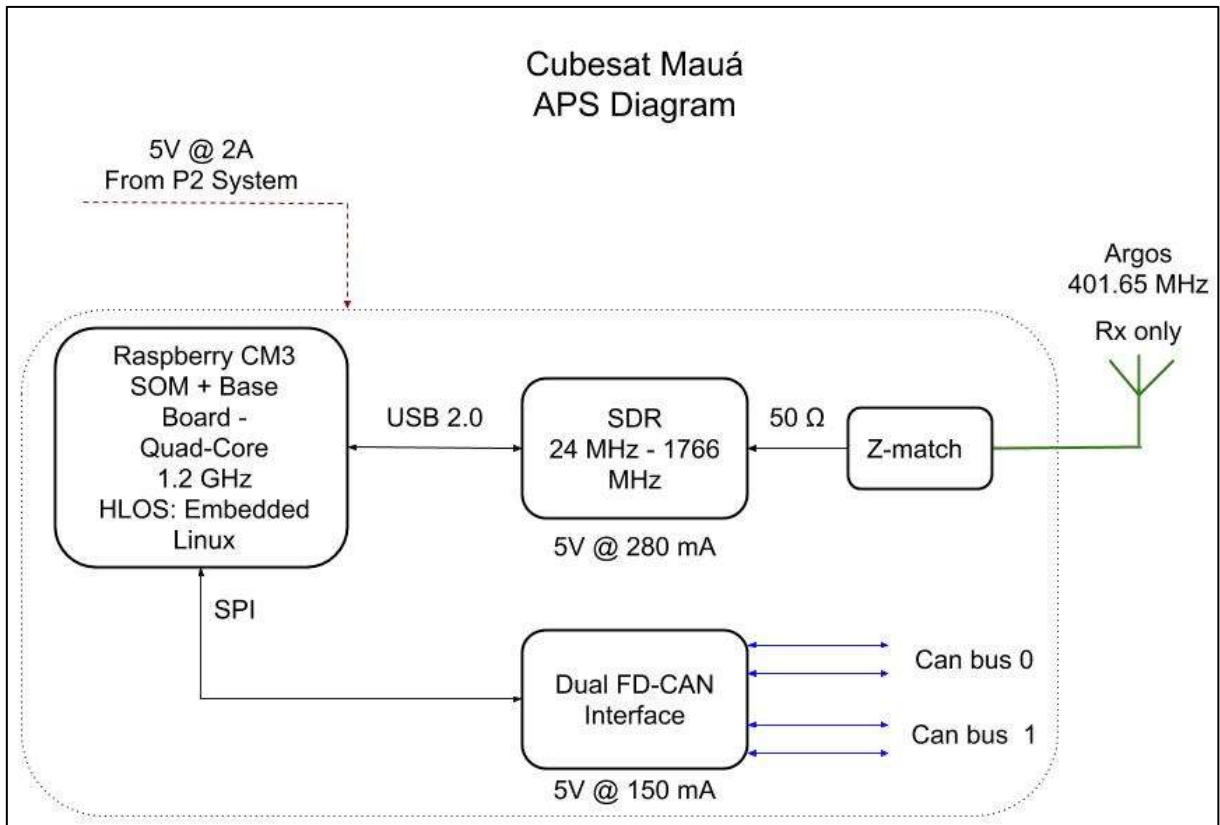 Cubesat Mauá
APS Diagram
5V @ 2A
From P2 System
Argos
401.65 MHz
Rx only
Raspberry CM3
SOM + Base
Board -
Quad-Core
1.2 GHz
HLOS: Embedded
Linux
USB 2.0
SDR
24 MHz - 1766
MHz
5V @ 280 mA
50 Ω
Z-match
SPI
Dual FD-CAN
Interface
5V @ 150 mA
Can bus 0
Can bus 1